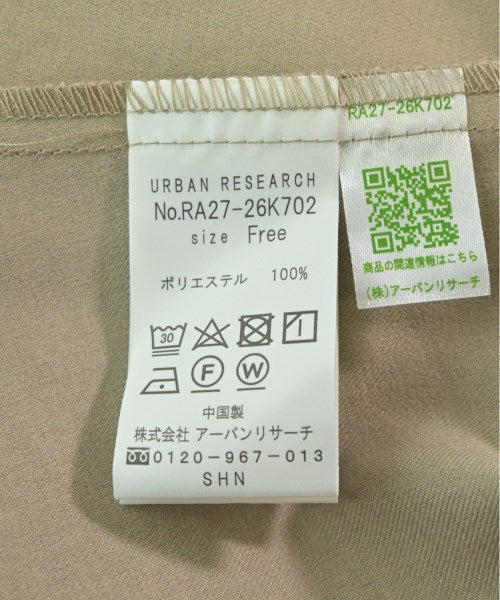 URBAN RESEARCH
No.RA27-26K702
size Free
ポリエステル 100%
30
F W
中国製
株式会社 アーバンリサーチ
0120-967-013
SHN
RA27-26K702
商品の関連情報はこちら
(株)アーバンリサーチ